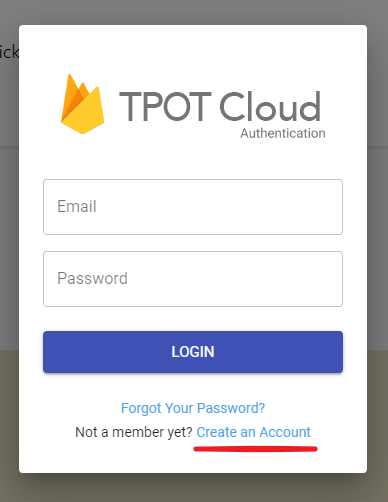 ick
TPOT Cloud
Authentication
Email
Password
LOGIN
Forgot Your Password?
Not a member yet? Create an Account